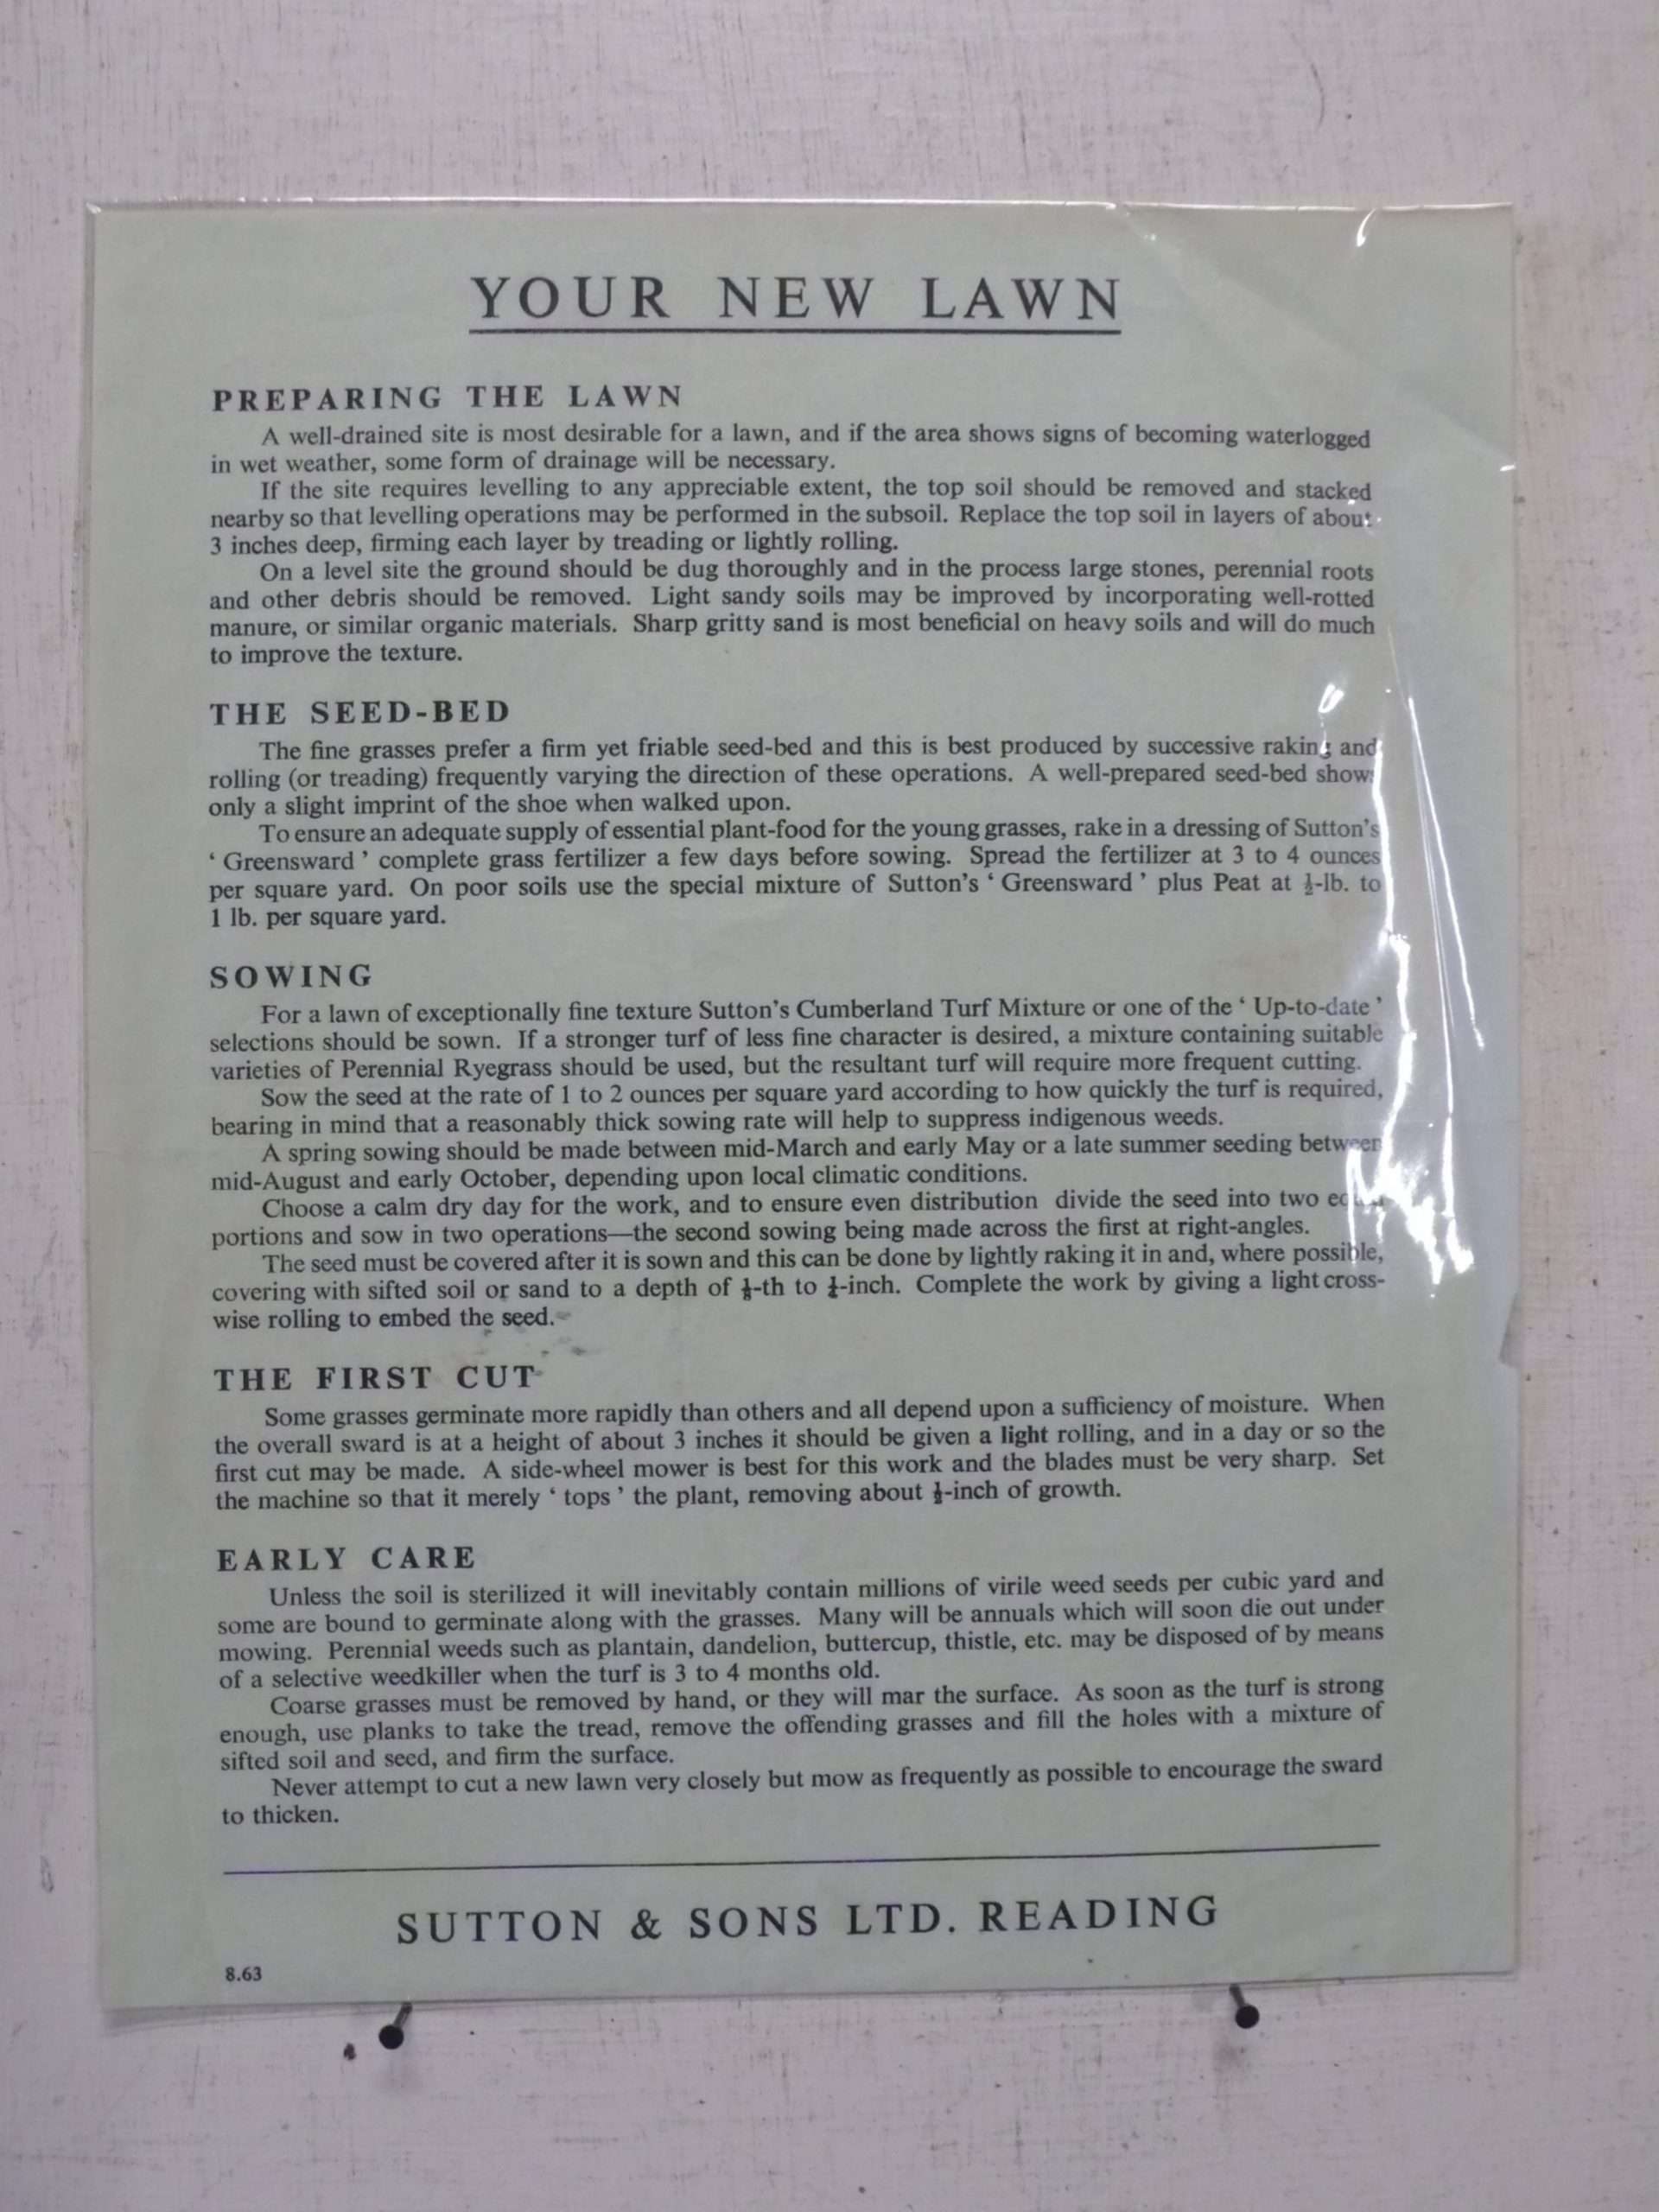 YOUR NEW LAWN
PREPARING THE LAWN
A well-drained site is most desirable for a lawn, and if the area shows signs of becoming waterlogged
in wet weather, some form of drainage will be necessary.
If the site requires levelling to any appreciable extent, the top soil should be removed and stacked
nearby so that levelling operations may be performed in the subsoil. Replace the top soil in layers of about
3 inches deep, firming each layer by treading or lightly rolling.
On a level site the ground should be dug thoroughly and in the process large stones, perennial roots
and other debris should be removed. Light sandy soils may be improved by incorporating well-rotted
manure, or similar organic materials. Sharp gritty sand is most beneficial on heavy soils and will do much
to improve the texture.
THE SEED-BED
The fine grasses prefer a firm yet friable seed-bed and this is best produced by successive raking and
rolling (or treading) frequently varying the direction of these operations. A well-prepared seed-bed shows
only a slight imprint of the shoe when walked upon.
To ensure an adequate supply of essential plant-food for the young grasses, rake in a dressing of Sutton's
‘ Greensward ’ complete grass fertilizer a few days before sowing. Spread the fertilizer at 3 to 4 ounces
per square yard. On poor soils use the special mixture of Sutton's ‘ Greensward ’ plus Peat at ½-lb. to
1 lb. per square yard.
SOWING
For a lawn of exceptionally fine texture Sutton's Cumberland Turf Mixture or one of the ‘ Up-to-date ’
selections should be sown. If a stronger turf of less fine character is desired, a mixture containing suitable
varieties of Perennial Ryegrass should be used, but the resultant turf will require more frequent cutting.
Sow the seed at the rate of 1 to 2 ounces per square yard according to how quickly the turf is required,
bearing in mind that a reasonably thick sowing rate will help to suppress indigenous weeds.
A spring sowing should be made between mid-March and early May or a late summer seeding between
mid-August and early October, depending upon local climatic conditions.
Choose a calm dry day for the work, and to ensure even distribution divide the seed into two
portions and sow in two operations—the second sowing being made across the first at right-angles.
The seed must be covered after it is sown and this can be done by lightly raking it in and, where possible,
covering with sifted soil or sand to a depth of ⅛-th to ¼-inch. Complete the work by giving a light cross-
wise rolling to embed the seed.
THE FIRST CUT
Some grasses germinate more rapidly than others and all depend upon a sufficiency of moisture. When
the overall sward is at a height of about 3 inches it should be given a light rolling, and in a day or so the
first cut may be made. A side-wheel mower is best for this work and the blades must be very sharp. Set
the machine so that it merely ‘ tops ’ the plant, removing about ½-inch of growth.
EARLY CARE
Unless the soil is sterilized it will inevitably contain millions of virile weed seeds per cubic yard and
some are bound to germinate along with the grasses. Many will be annuals which will soon die out under
mowing. Perennial weeds such as plantain, dandelion, buttercup, thistle, etc. may be disposed of by means
of a selective weedkiller when the turf is 3 to 4 months old.
Coarse grasses must be removed by hand, or they will mar the surface. As soon as the turf is strong
enough, use planks to take the tread, remove the offending grasses and fill the holes with a mixture of
sifted soil and seed, and firm the surface.
Never attempt to cut a new lawn very closely but mow as frequently as possible to encourage the sward
to thicken.
SUTTON & SONS LTD. READING
8.63